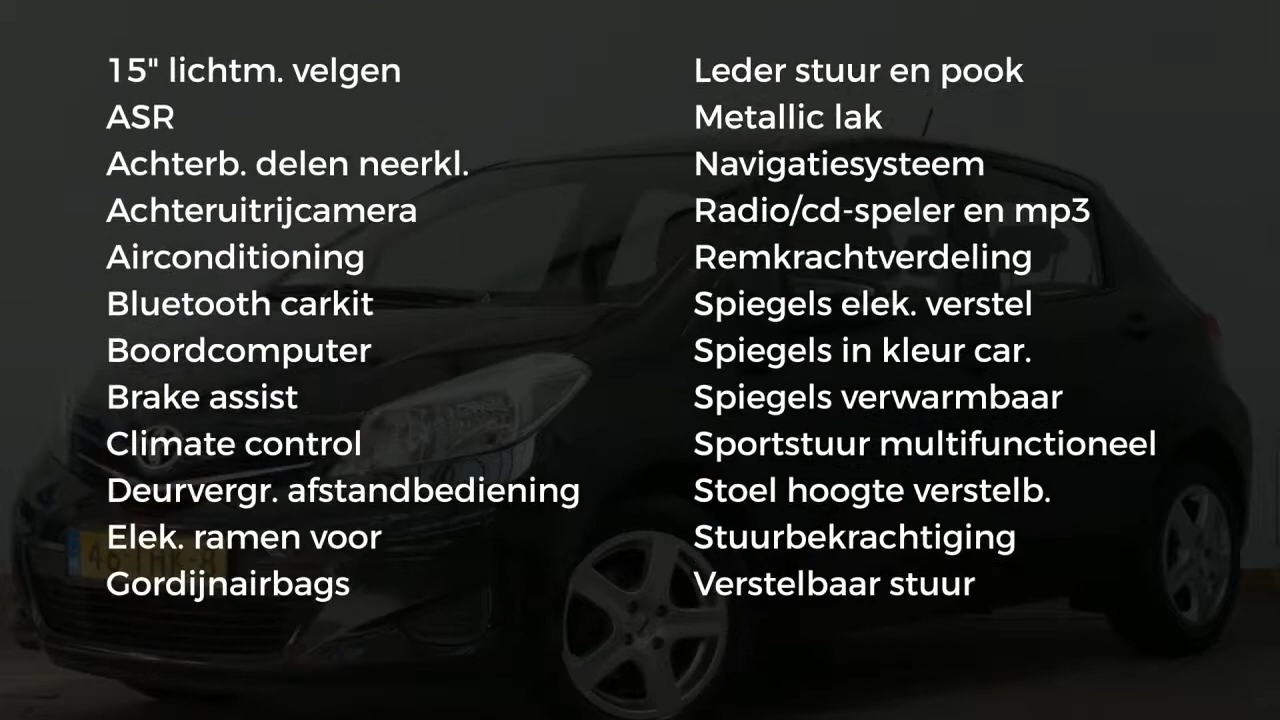 15" lichtm. velgen
ASR
Achterb. delen neerkl.
Achteruitrijcamera
Airconditioning
Bluetooth carkit
Boordcomputer
Brake assist
Climate control
Deurvergr. afstandbediening
Elek. ramen voor
Gordijnairbags
Leder stuur en pook
Metallic lak
Navigatiesysteem
Radio/cd-speler en mp3
Remkrachtverdeling
Spiegels elek. verstel
Spiegels in kleur car.
Spiegels verwarmbaar
Sportstuur multifunctioneel
Stoel hoogte verstelb.
Stuurbekrachtiging
Verstelbaar stuur